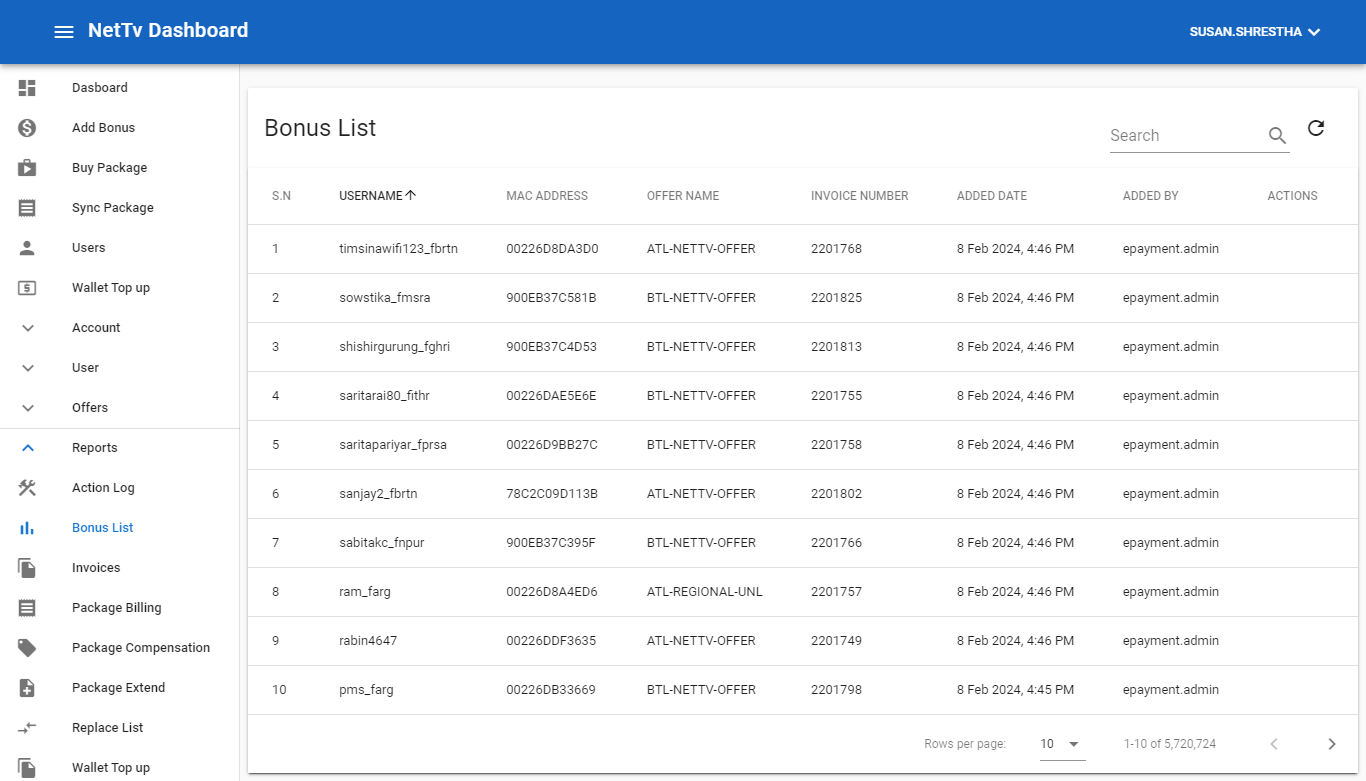 NetTv Dashboard
SUSAN.SHRESTHA
Dasboard
Add Bonus
Buy Package
Sync Package
Users
Wallet Top up
Account
User
Offers
Reports
Action Log
Bonus List
Invoices
Package Billing
Package Compensation
Package Extend
Replace List
Wallet Top up
Bonus List
Search
S.N USERNAME MAC ADDRESS OFFER NAME INVOICE NUMBER ADDED DATE ADDED BY ACTIONS
1 timsinawifi123_fbrtn 00226D8DA3D0 ATL-NETTV-OFFER 2201768 8 Feb 2024, 4:46 PM epayment.admin
2 sowstika_fmsra 900EB37C581B BTL-NETTV-OFFER 2201825 8 Feb 2024, 4:46 PM epayment.admin
3 shishirgurung_fghri 900EB37C4D53 BTL-NETTV-OFFER 2201813 8 Feb 2024, 4:46 PM epayment.admin
4 saritarai80_fithr 00226DAE5E6E BTL-NETTV-OFFER 2201755 8 Feb 2024, 4:46 PM epayment.admin
5 saritapariyar_fprsa 00226D9BB27C BTL-NETTV-OFFER 2201758 8 Feb 2024, 4:46 PM epayment.admin
6 sanjay2_fbrtn 78C2C09D113B ATL-NETTV-OFFER 2201802 8 Feb 2024, 4:46 PM epayment.admin
7 sabitakc_fnpur 900EB37C395F BTL-NETTV-OFFER 2201766 8 Feb 2024, 4:46 PM epayment.admin
8 ram_farg 00226D8A4ED6 ATL-REGIONAL-UNL 2201757 8 Feb 2024, 4:46 PM epayment.admin
9 rabin4647 00226DDF3635 ATL-NETTV-OFFER 2201749 8 Feb 2024, 4:46 PM epayment.admin
10 pms_farg 00226DB33669 BTL-NETTV-OFFER 2201798 8 Feb 2024, 4:45 PM epayment.admin
Rows per page: 10 1-10 of 5,720,724